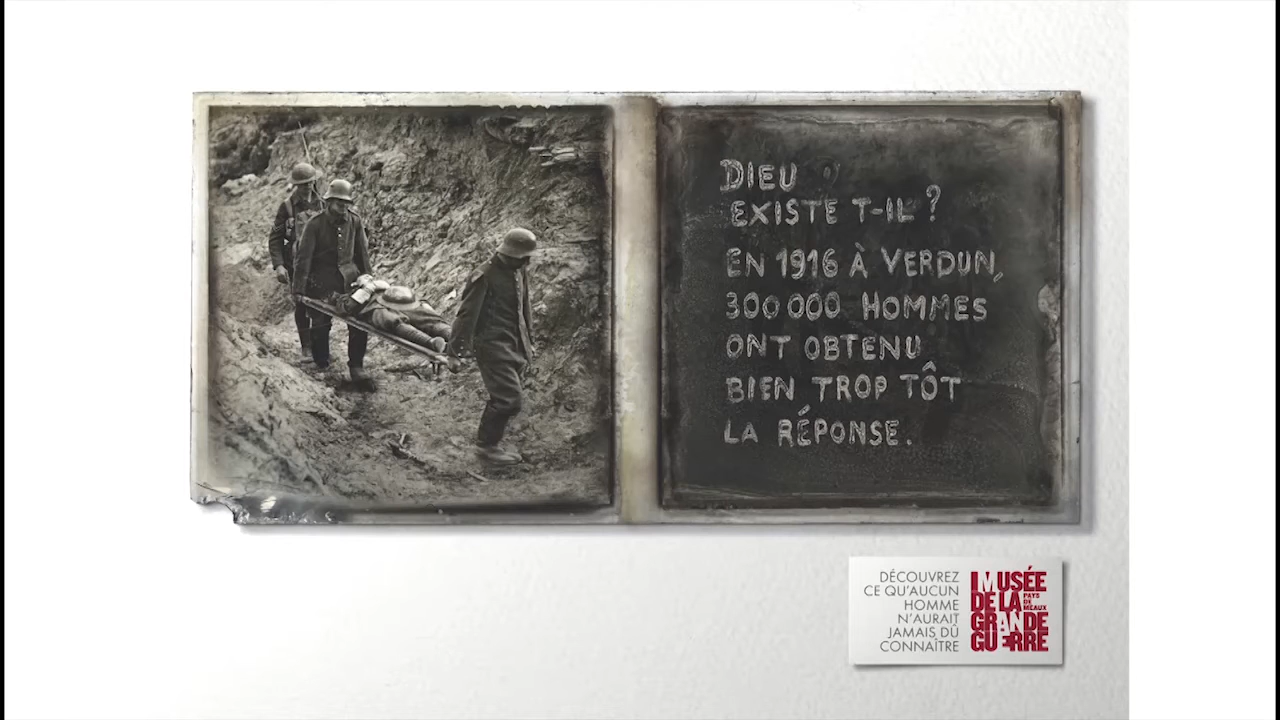 DIEU
EXISTE T-IL ?
EN 1916 À VERDUN,
300 000 HOMMES
ONT OBTENU
BIEN TROP TÔT
LA RÉPONSE.
DÉCOUVREZ
CE QU'AUCUN
HOMME
N'AURAIT
JAMAIS DÛ
CONNAÎTRE
MUSÉE
DE LA
PAYS
DE
MEAUX
GRANDE
GUERRE